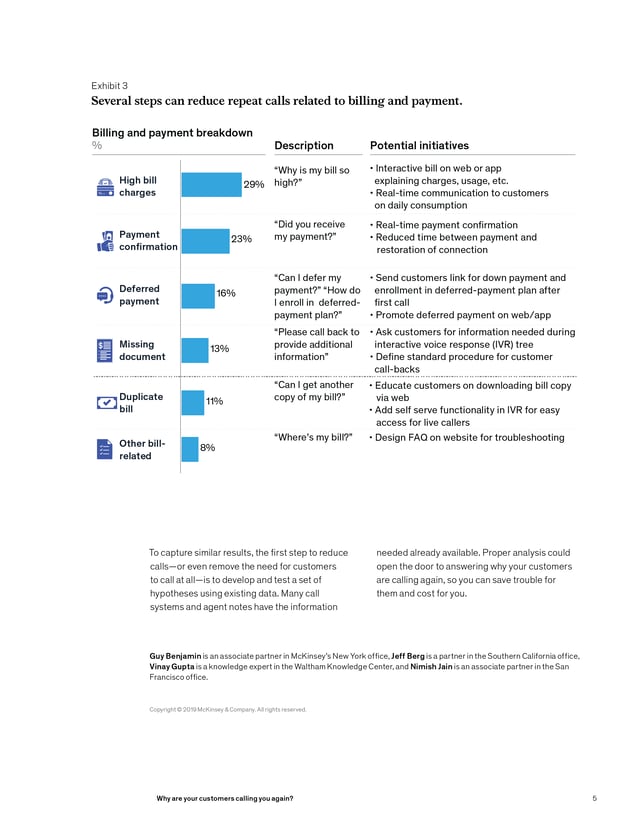 Exhibit 3
Several steps can reduce repeat calls related to billing and payment.
Billing and payment breakdown
%
Description
Potential initiatives
High bill
charges
29%
“Why is my bill so
high?”
• Interactive bill on web or app
explaining charges, usage, etc.
• Real-time communication to customers
on daily consumption
Payment
confirmation
23%
“Did you receive
my payment?”
• Real-time payment confirmation
• Reduced time between payment and
restoration of connection
Deferred
payment
16%
“Can I defer my
payment?” “How do
I enroll in deferred-
payment plan?”
• Send customers link for down payment and
enrollment in deferred-payment plan after
first call
• Promote deferred payment on web/app
Missing
document
13%
“Please call back to
provide additional
information”
• Ask customers for information needed during
interactive voice response (IVR) tree
• Define standard procedure for customer
call-backs
Duplicate
bill
11%
“Can I get another
copy of my bill?”
• Educate customers on downloading bill copy
via web
• Add self serve functionality in IVR for easy
access for live callers
Other bill-
related
8%
“Where’s my bill?”
• Design FAQ on website for troubleshooting
To capture similar results, the first step to reduce
calls—or even remove the need for customers
to call at all—is to develop and test a set of
hypotheses using existing data. Many call
systems and agent notes have the information
needed already available. Proper analysis could
open the door to answering why your customers
are calling again, so you can save trouble for
them and cost for you.
Guy Benjamin is an associate partner in McKinsey’s New York office, Jeff Berg is a partner in the Southern California office,
Vinay Gupta is a knowledge expert in the Waltham Knowledge Center, and Nimish Jain is an associate partner in the San
Francisco office.
Copyright © 2019 McKinsey & Company. All rights reserved.
Why are your customers calling you again?
5